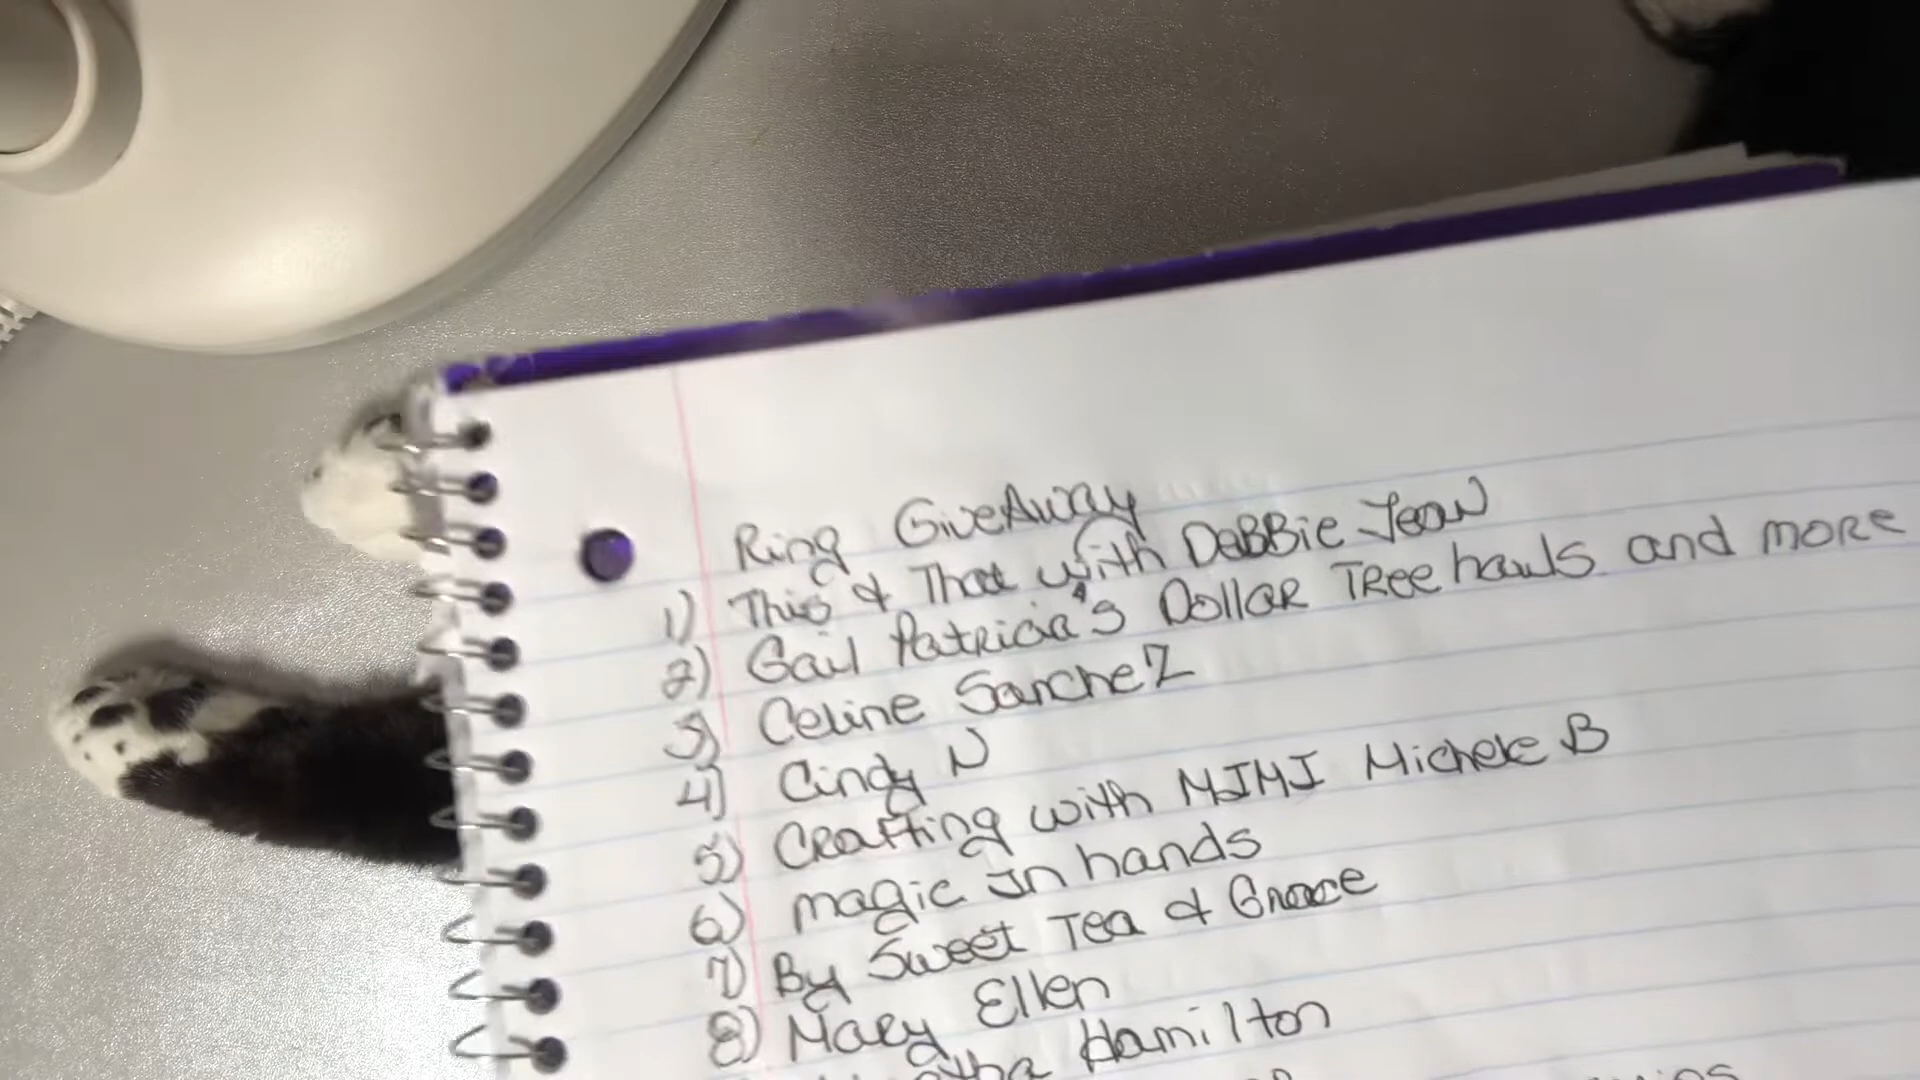 Ring GiveAway
1) This & That with DeBBie Jean
2) Gail Patricia's Dollar Tree hauls and more
3) Celine SancheZ
4) Cindy N
5) Crafting with MIMI Michele B
6) magic In hands
7) By Sweet Tea & Grace
8) Mary Ellen
Hamilton